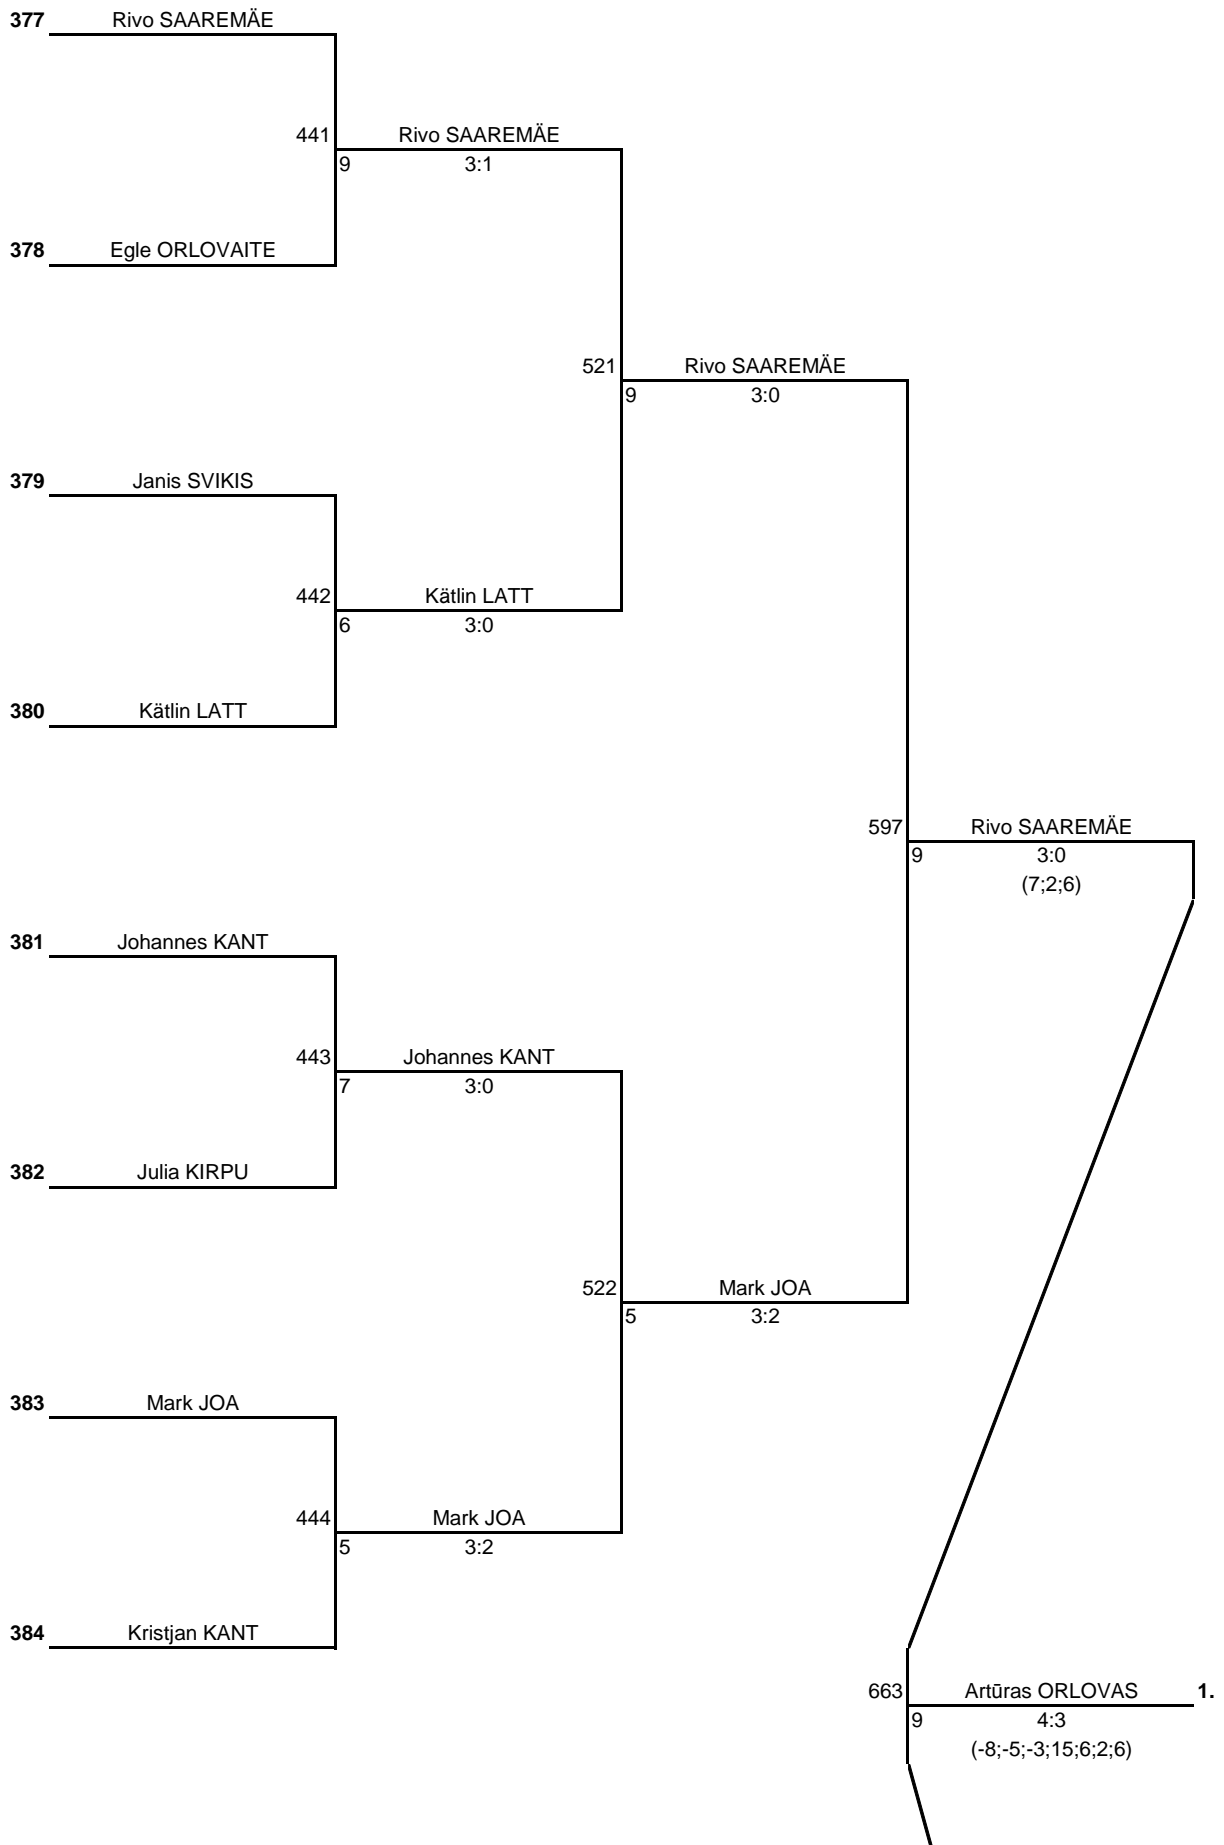 377 Rivo SAAREMÄE
441 Rivo SAAREMÄE
9 3:1
378 Egle ORLOVAITE
521 Rivo SAAREMÄE
9 3:0
379 Janis SVIKIS
442 Kätlin LATT
6 3:0
380 Kätlin LATT
597 Rivo SAAREMÄE
9 3:0
(7;2;6)
381 Johannes KANT
443 Johannes KANT
7 3:0
382 Julia KIRPU
522 Mark JOA
5 3:2
383 Mark JOA
444 Mark JOA
5 3:2
384 Kristjan KANT
663 Artūras ORLOVAS 1.
9 4:3
(-8;-5;-3;15;6;2;6)